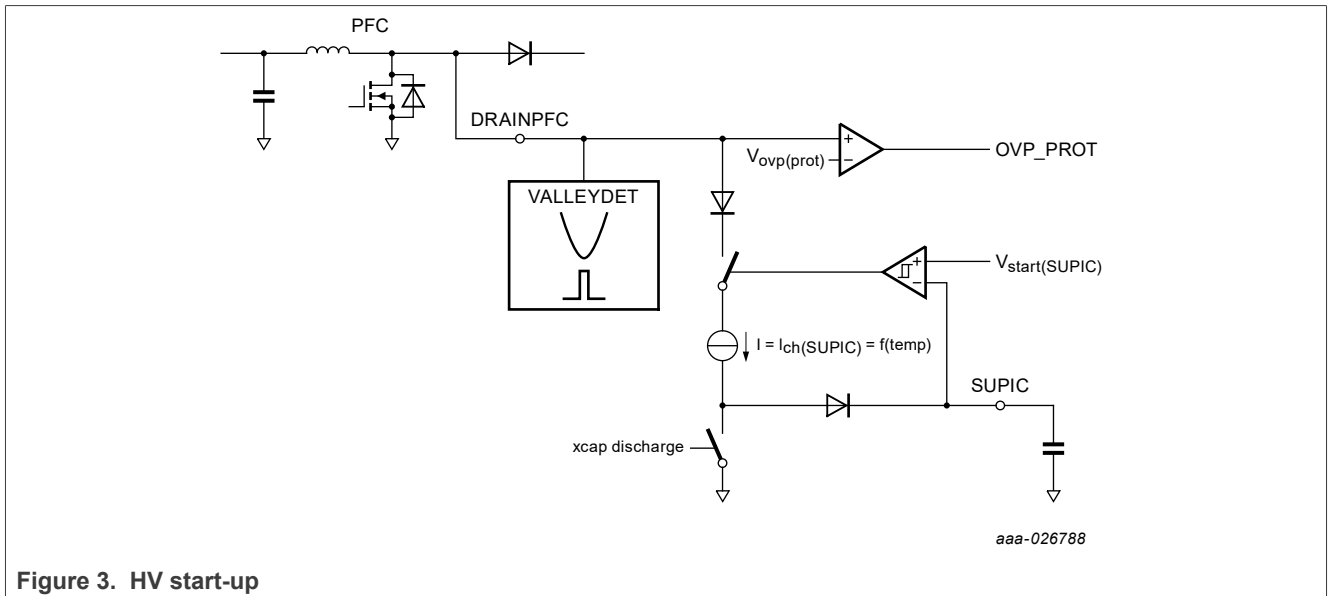 PFC
DRAINPFC
Vovp(prot)
OVP_PROT
VALLEYDET
Vstart(SUPIC)
I = Ich(SUPIC) = f(temp)
SUPIC
xcap discharge
aaa-026788
Figure 3. HV start-up